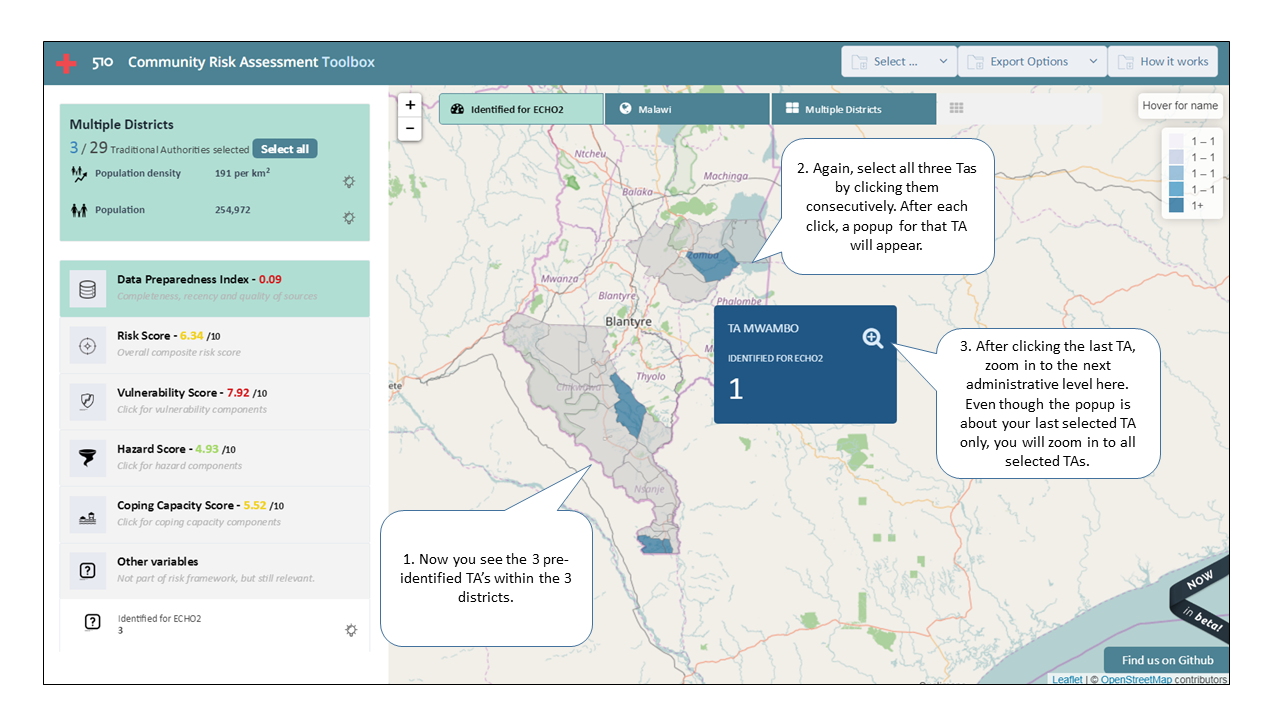 510 Community Risk Assessment Toolbox
Select ...
Export Options
How it works
Multiple Districts
3 / 29 Traditional Authorities selected Select all
Population density 191 per km²
Population 254,972
Data Preparedness Index - 0.09
Completeness, recency and quality of sources
Risk Score - 6.34 /10
Overall composite risk score
Vulnerability Score - 7.92 /10
Click for vulnerability components
Hazard Score - 4.93 /10
Click for hazard components
Coping Capacity Score - 5.52 /10
Click for coping capacity components
Other variables
Not part of risk framework, but still relevant.
Identified for ECHO2
3
+
−
Identified for ECHO2
Malawi
Multiple Districts
Hover for name
1 – 1
1 – 1
1 – 1
1 – 1
1+
Ntcheu
Balaka
Machinga
Zomba
Mwanza
Blantyre
Phalombe
Blantyre
Thyolo
Chikwawa
Nsanje
ete
2. Again, select all three Tas
by clicking them
consecutively. After each
click, a popup for that TA
will appear.
TA MWAMBO
IDENTIFIED FOR ECHO2
1
3. After clicking the last TA,
zoom in to the next
administrative level here.
Even though the popup is
about your last selected TA
only, you will zoom in to all
selected TAs.
1. Now you see the 3 pre-
identified TA’s within the 3
districts.
NOW
in beta!
Find us on Github
Leaflet | © OpenStreetMap contributors